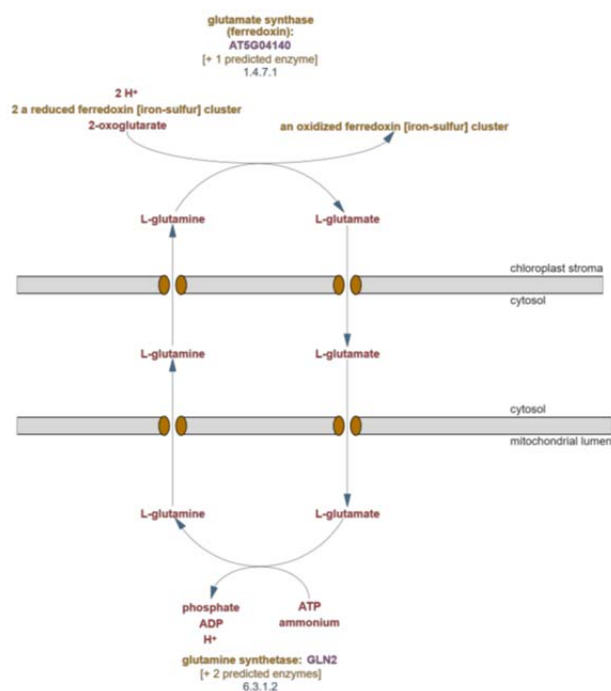 glutamate synthase
(ferredoxin):
AT5G04140
[+ 1 predicted enzyme]
1.4.7.1
2 H⁺
2 a reduced ferredoxin [iron-sulfur] cluster
2-oxoglutarate
an oxidized ferredoxin [iron-sulfur] cluster
L-glutamine L-glutamate
chloroplast stroma
cytosol
L-glutamine L-glutamate
cytosol
mitochondrial lumen
L-glutamine L-glutamate
phosphate ATP
ADP ammonium
H⁺
glutamine synthetase: GLN2
[+ 2 predicted enzymes]
6.3.1.2